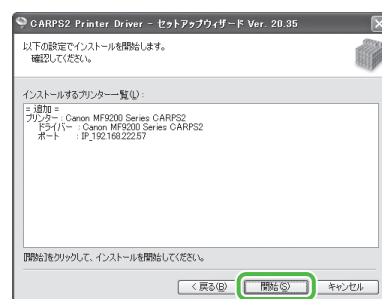 CARPS2 Printer Driver - セットアップウィザード Ver. 20.35
以下の設定でインストールを開始します。
確認してください。
インストールするプリンター一覧(L):
= 追加 =
プリンター : Canon MF9200 Series CARPS2
ドライバー : Canon MF9200 Series CARPS2
ポート : IP_192.168.222.57
[開始]をクリックして、インストールを開始してください。
< 戻る(B)
開始(S)
キャンセル